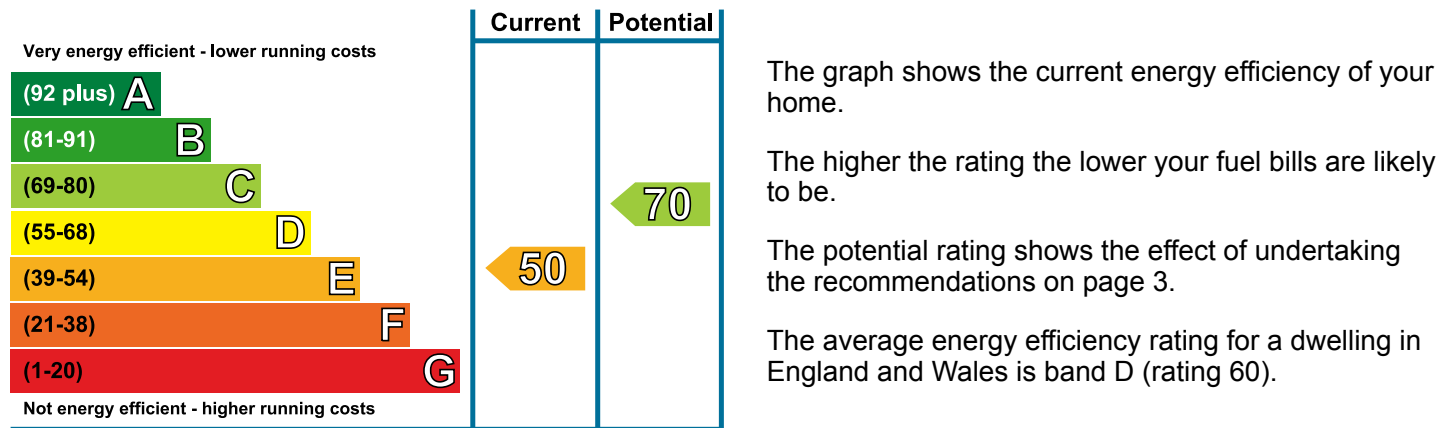 Current Potential
Very energy efficient - lower running costs
(92 plus) A
(81-91) B
(69-80) C
70
(55-68) D
(39-54) E
50
(21-38) F
(1-20) G
Not energy efficient - higher running costs
The graph shows the current energy efficiency of your
home.
The higher the rating the lower your fuel bills are likely
to be.
The potential rating shows the effect of undertaking
the recommendations on page 3.
The average energy efficiency rating for a dwelling in
England and Wales is band D (rating 60).